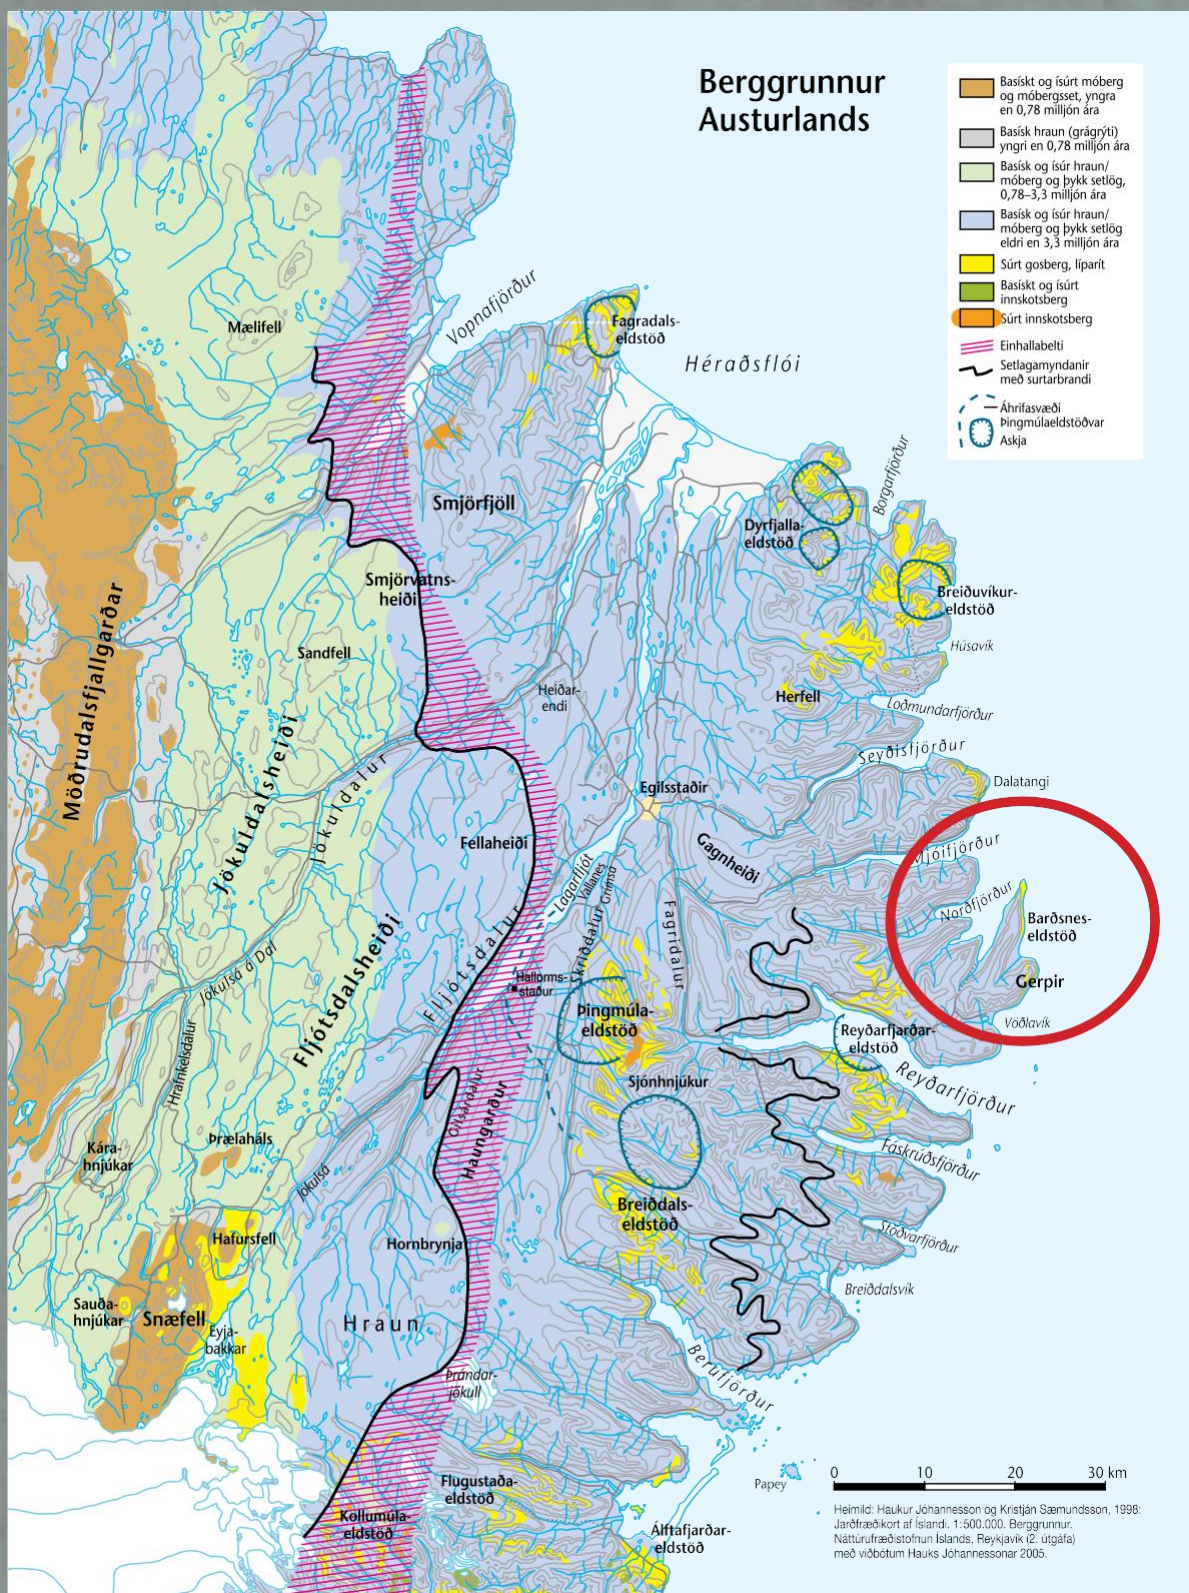 Berggrunnur
Austurlands
Basískt og ísúrt móberg
og móbergsset, yngra
en 0,78 milljón ára
Basísk hraun (grágrýti)
yngri en 0,78 milljón ára
Basísk og ísúr hraun/
móberg og þykk setlög,
0,78–3,3 milljón ára
Basísk og ísúr hraun/
móberg og þykk setlög
eldri en 3,3 milljón ára
Súrt gosberg, líparít
Basískt og ísúrt
innskotsberg
Súrt innskotsberg
Einhallabelti
Setlagamyndanir
með surtarbrandi
Áhrifasvæði
Þingmúlaeldstöðvar
Askja
Vopnafjörður
Mælifell
Fagradals-
eldstöð
Héraðsflói
Smjörfjöll
Borgarfjörður
Dyrfjalla-
eldstöð
Smjörvatns-
heiði
Breiðuvíkur-
eldstöð
Húsavík
Möðrudalsfjallgarðar
Sandfell
Heiðar-
endi
Herfell
Loðmundarfjörður
Jökuldalsheiði
Jökuldalur
Seyðisfjörður
Egilsstaðir
Dalatangi
Fellaheiði
Gagnheiði
Mjóifjörður
Lagarfljót
Vallanes
Grímsá
Norðfjörður
Barðsnes-
eldstöð
Fljótsdalsheiði
Fljótsdalur
Skriðdalur
Fagridalur
Jökulsá á Dal
Hallorms-
staður
Gerpir
Þingmúla-
eldstöð
Vöðlavík
Reyðarfjarðar-
eldstöð
Hrafnkelsdalur
Sjónhnjúkur
Reyðarfjörður
Gilsárdalur
Haungarður
Kára-
hnjúkar
Þrælaháls
Fáskrúðsfjörður
Jökulsá
Breiðdals-
eldstöð
Hafursfell
Hornbrynja
Stöðvarfjörður
Sauða-
hnjúkar
Snæfell
Eyja-
bakkar
Hraun
Breiðdalsvík
Þrándar-
jökull
Berufjörður
Flugustaða-
eldstöð
Papey
Kollumúla-
eldstöð
Álftafjarðar-
eldstöð
0 10 20 30 km
Heimild: Haukur Jóhannesson og Kristján Sæmundsson, 1998:
Jarðfræðikort af Íslandi. 1:500.000. Berggrunnur.
Náttúrufræðistofnun Íslands, Reykjavík (2. útgáfa)
með viðbótum Hauks Jóhannessonar 2005.